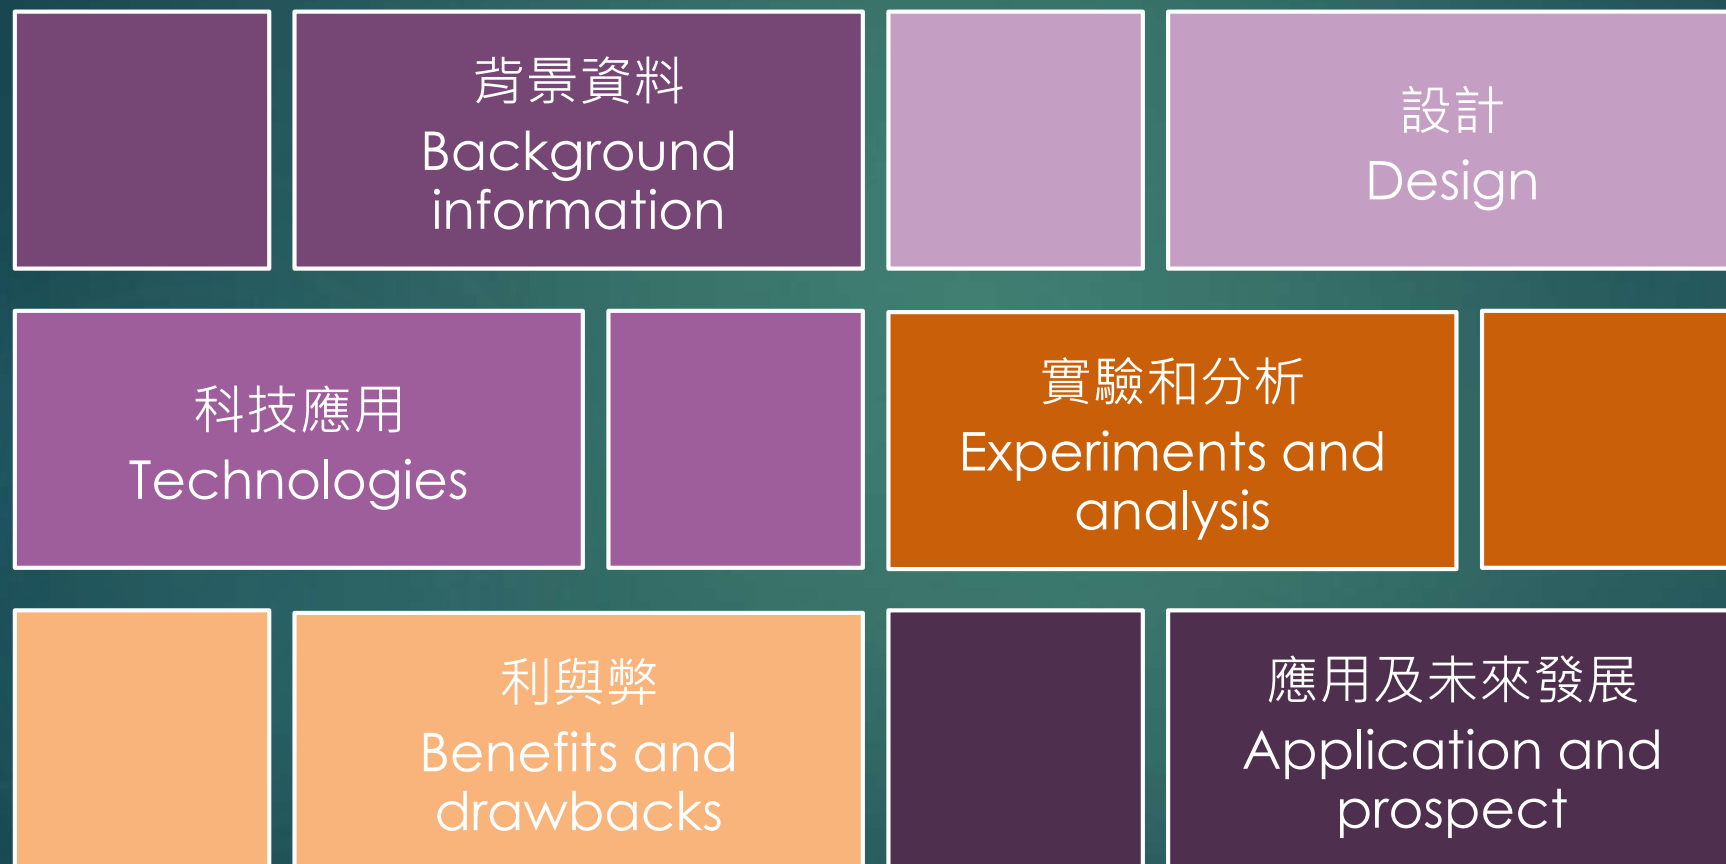 背景資料
Background
information
設計
Design
科技應用
Technologies
實驗和分析
Experiments and
analysis
利與弊
Benefits and
drawbacks
應用及未來發展
Application and
prospect